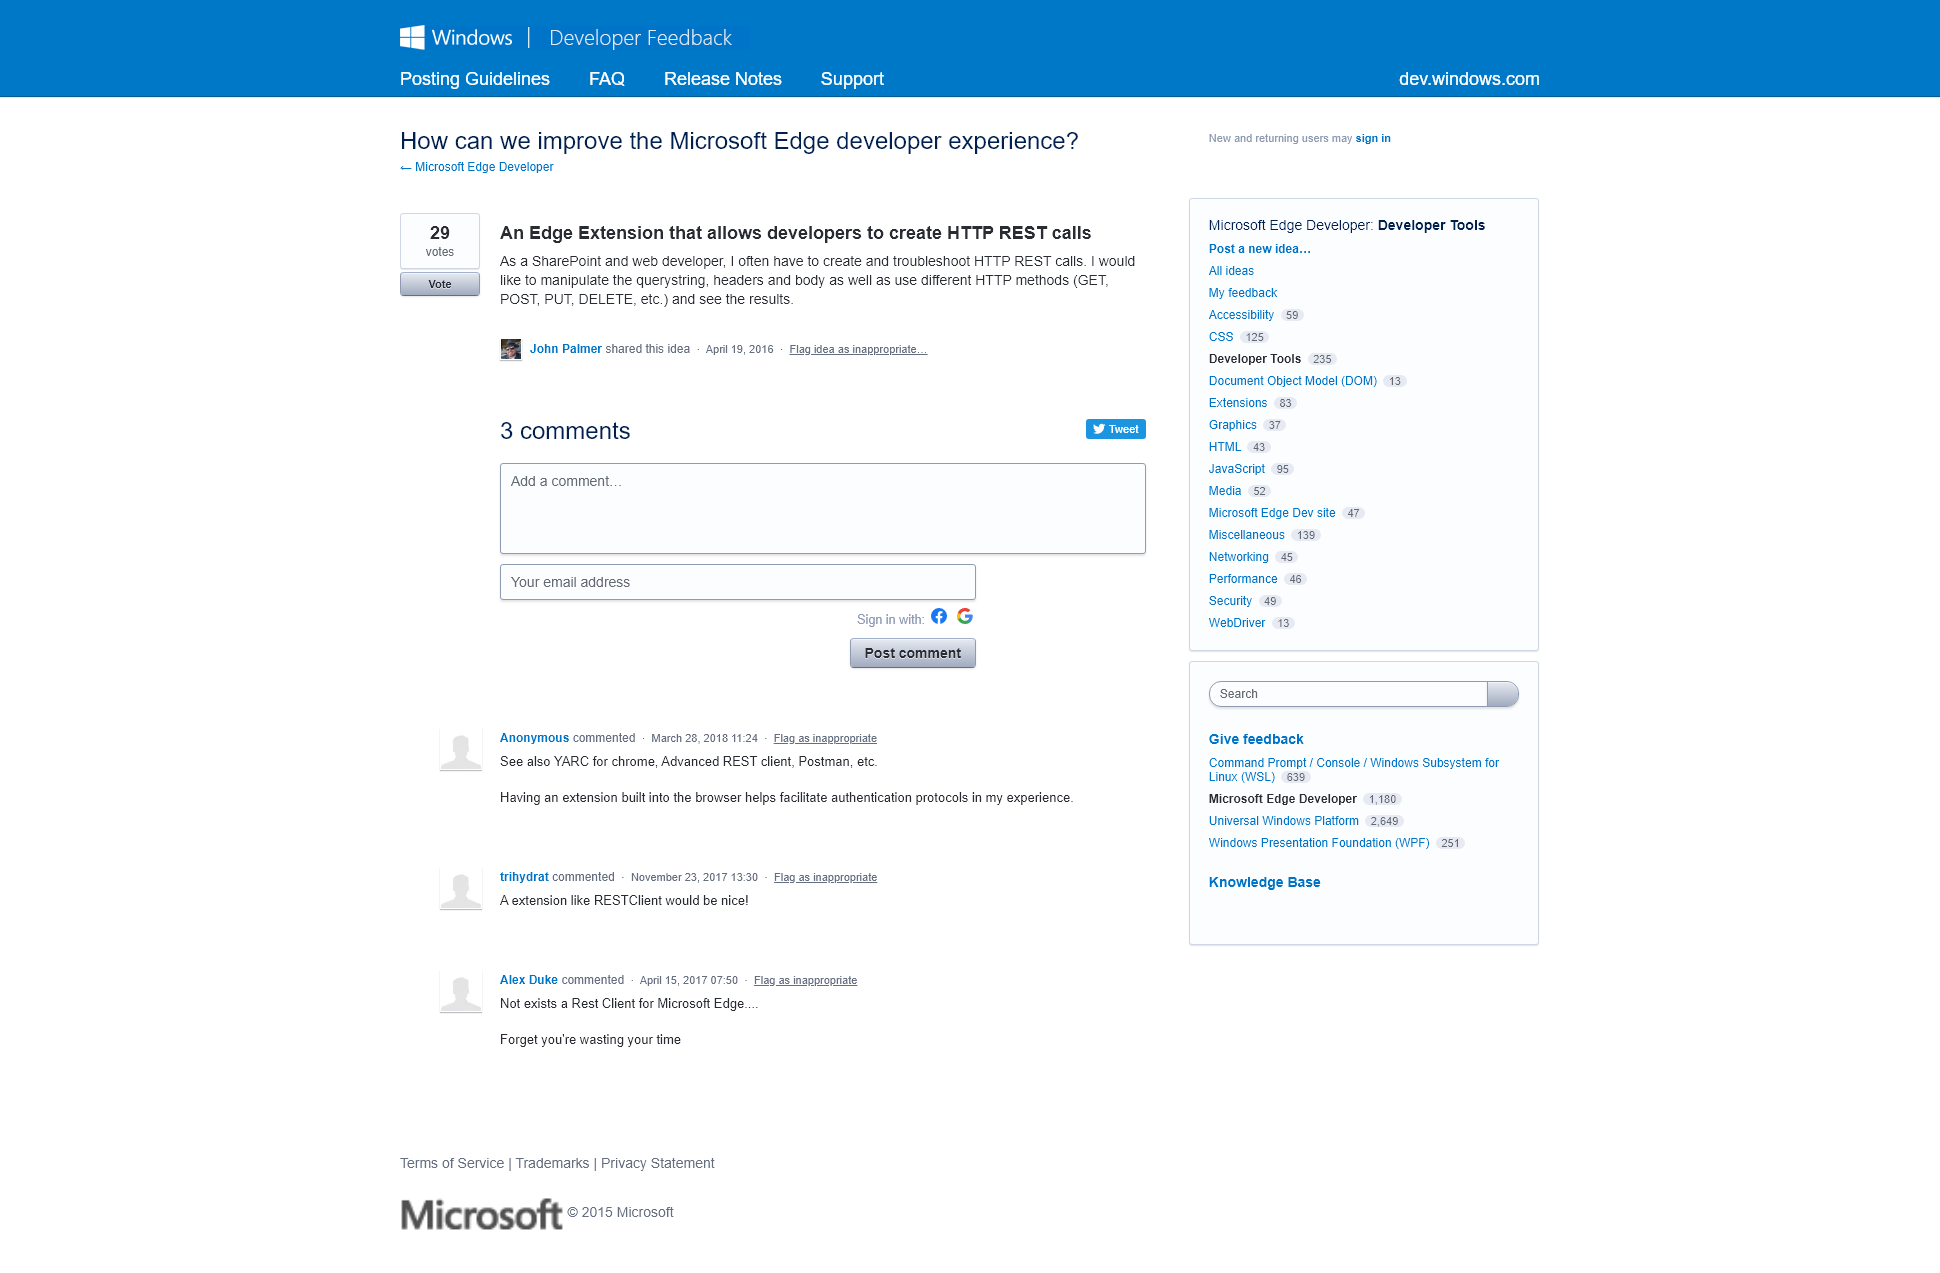 Windows | Developer Feedback
Posting Guidelines FAQ Release Notes Support dev.windows.com
How can we improve the Microsoft Edge developer experience?
← Microsoft Edge Developer
New and returning users may sign in
29
votes
Vote
An Edge Extension that allows developers to create HTTP REST calls
As a SharePoint and web developer, I often have to create and troubleshoot HTTP REST calls. I would
like to manipulate the querystring, headers and body as well as use different HTTP methods (GET,
POST, PUT, DELETE, etc.) and see the results.
John Palmer shared this idea · April 19, 2016 · Flag idea as inappropriate…
3 comments
Tweet
Add a comment…
Your email address
Sign in with:
Post comment
Anonymous commented · March 28, 2018 11:24 · Flag as inappropriate
See also YARC for chrome, Advanced REST client, Postman, etc.
Having an extension built into the browser helps facilitate authentication protocols in my experience.
trihydrat commented · November 23, 2017 13:30 · Flag as inappropriate
A extension like RESTClient would be nice!
Alex Duke commented · April 15, 2017 07:50 · Flag as inappropriate
Not exists a Rest Client for Microsoft Edge....
Forget you're wasting your time
Microsoft Edge Developer: Developer Tools
Post a new idea…
All ideas
My feedback
Accessibility 59
CSS 125
Developer Tools 235
Document Object Model (DOM) 13
Extensions 83
Graphics 37
HTML 43
JavaScript 95
Media 52
Microsoft Edge Dev site 47
Miscellaneous 139
Networking 45
Performance 46
Security 49
WebDriver 13
Search
Give feedback
Command Prompt / Console / Windows Subsystem for
Linux (WSL) 639
Microsoft Edge Developer 1,180
Universal Windows Platform 2,649
Windows Presentation Foundation (WPF) 251
Knowledge Base
Terms of Service | Trademarks | Privacy Statement
Microsoft © 2015 Microsoft